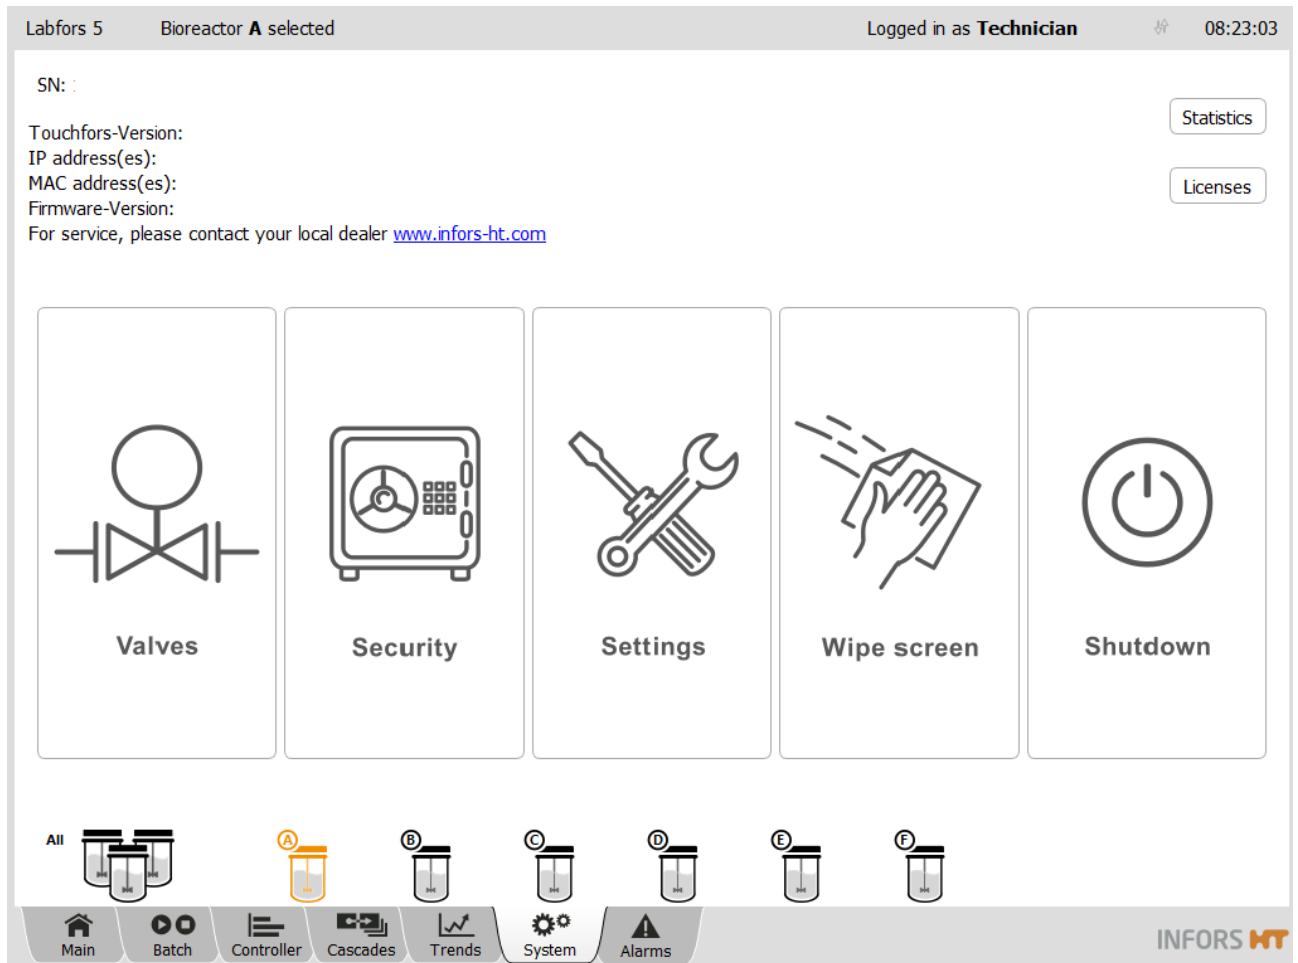 Labfors 5 Bioreactor A selected Logged in as Technician 08:23:03
SN:
Statistics
Touchfors-Version:
IP address(es):
MAC address(es):
Licenses
Firmware-Version:
For service, please contact your local dealer www.infors-ht.com
Valves Security Settings Wipe screen Shutdown
All A B C D E F
Main Batch Controller Cascades Trends System Alarms
INFORS HT